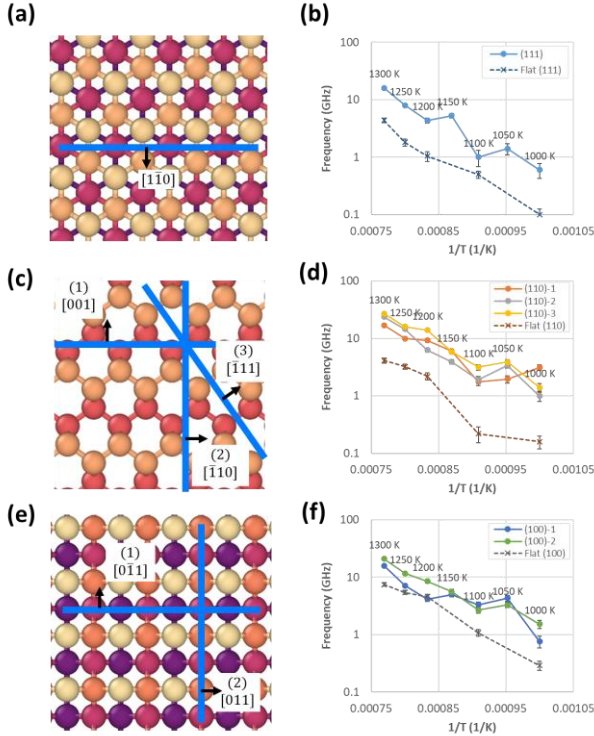 (a)
[11̄0]
(b)
100
10
1
0.1
Frequency (GHz)
1300 K
1250 K
1200 K
1150 K
1100 K
1050 K
1000 K
(111)
Flat (111)
0.00075 0.00085 0.00095 0.00105
1/T (1/K)
(c)
(1)
[001]
(3)
[1̄11]
(2)
[1̄10]
(d)
100
10
1
0.1
Frequency (GHz)
1300 K
1250 K
1200 K
1150 K
1100 K
1050 K
1000 K
(110)-1
(110)-2
(110)-3
Flat (110)
0.00075 0.00085 0.00095 0.00105
1/T (1/K)
(e)
(1)
[01̄1]
(2)
[011]
(f)
100
10
1
0.1
Frequency (GHz)
1300 K
1250 K
1200 K
1150 K
1100 K
1050 K
1000 K
(100)-1
(100)-2
Flat (100)
0.00075 0.00085 0.00095 0.00105
1/T (1/K)